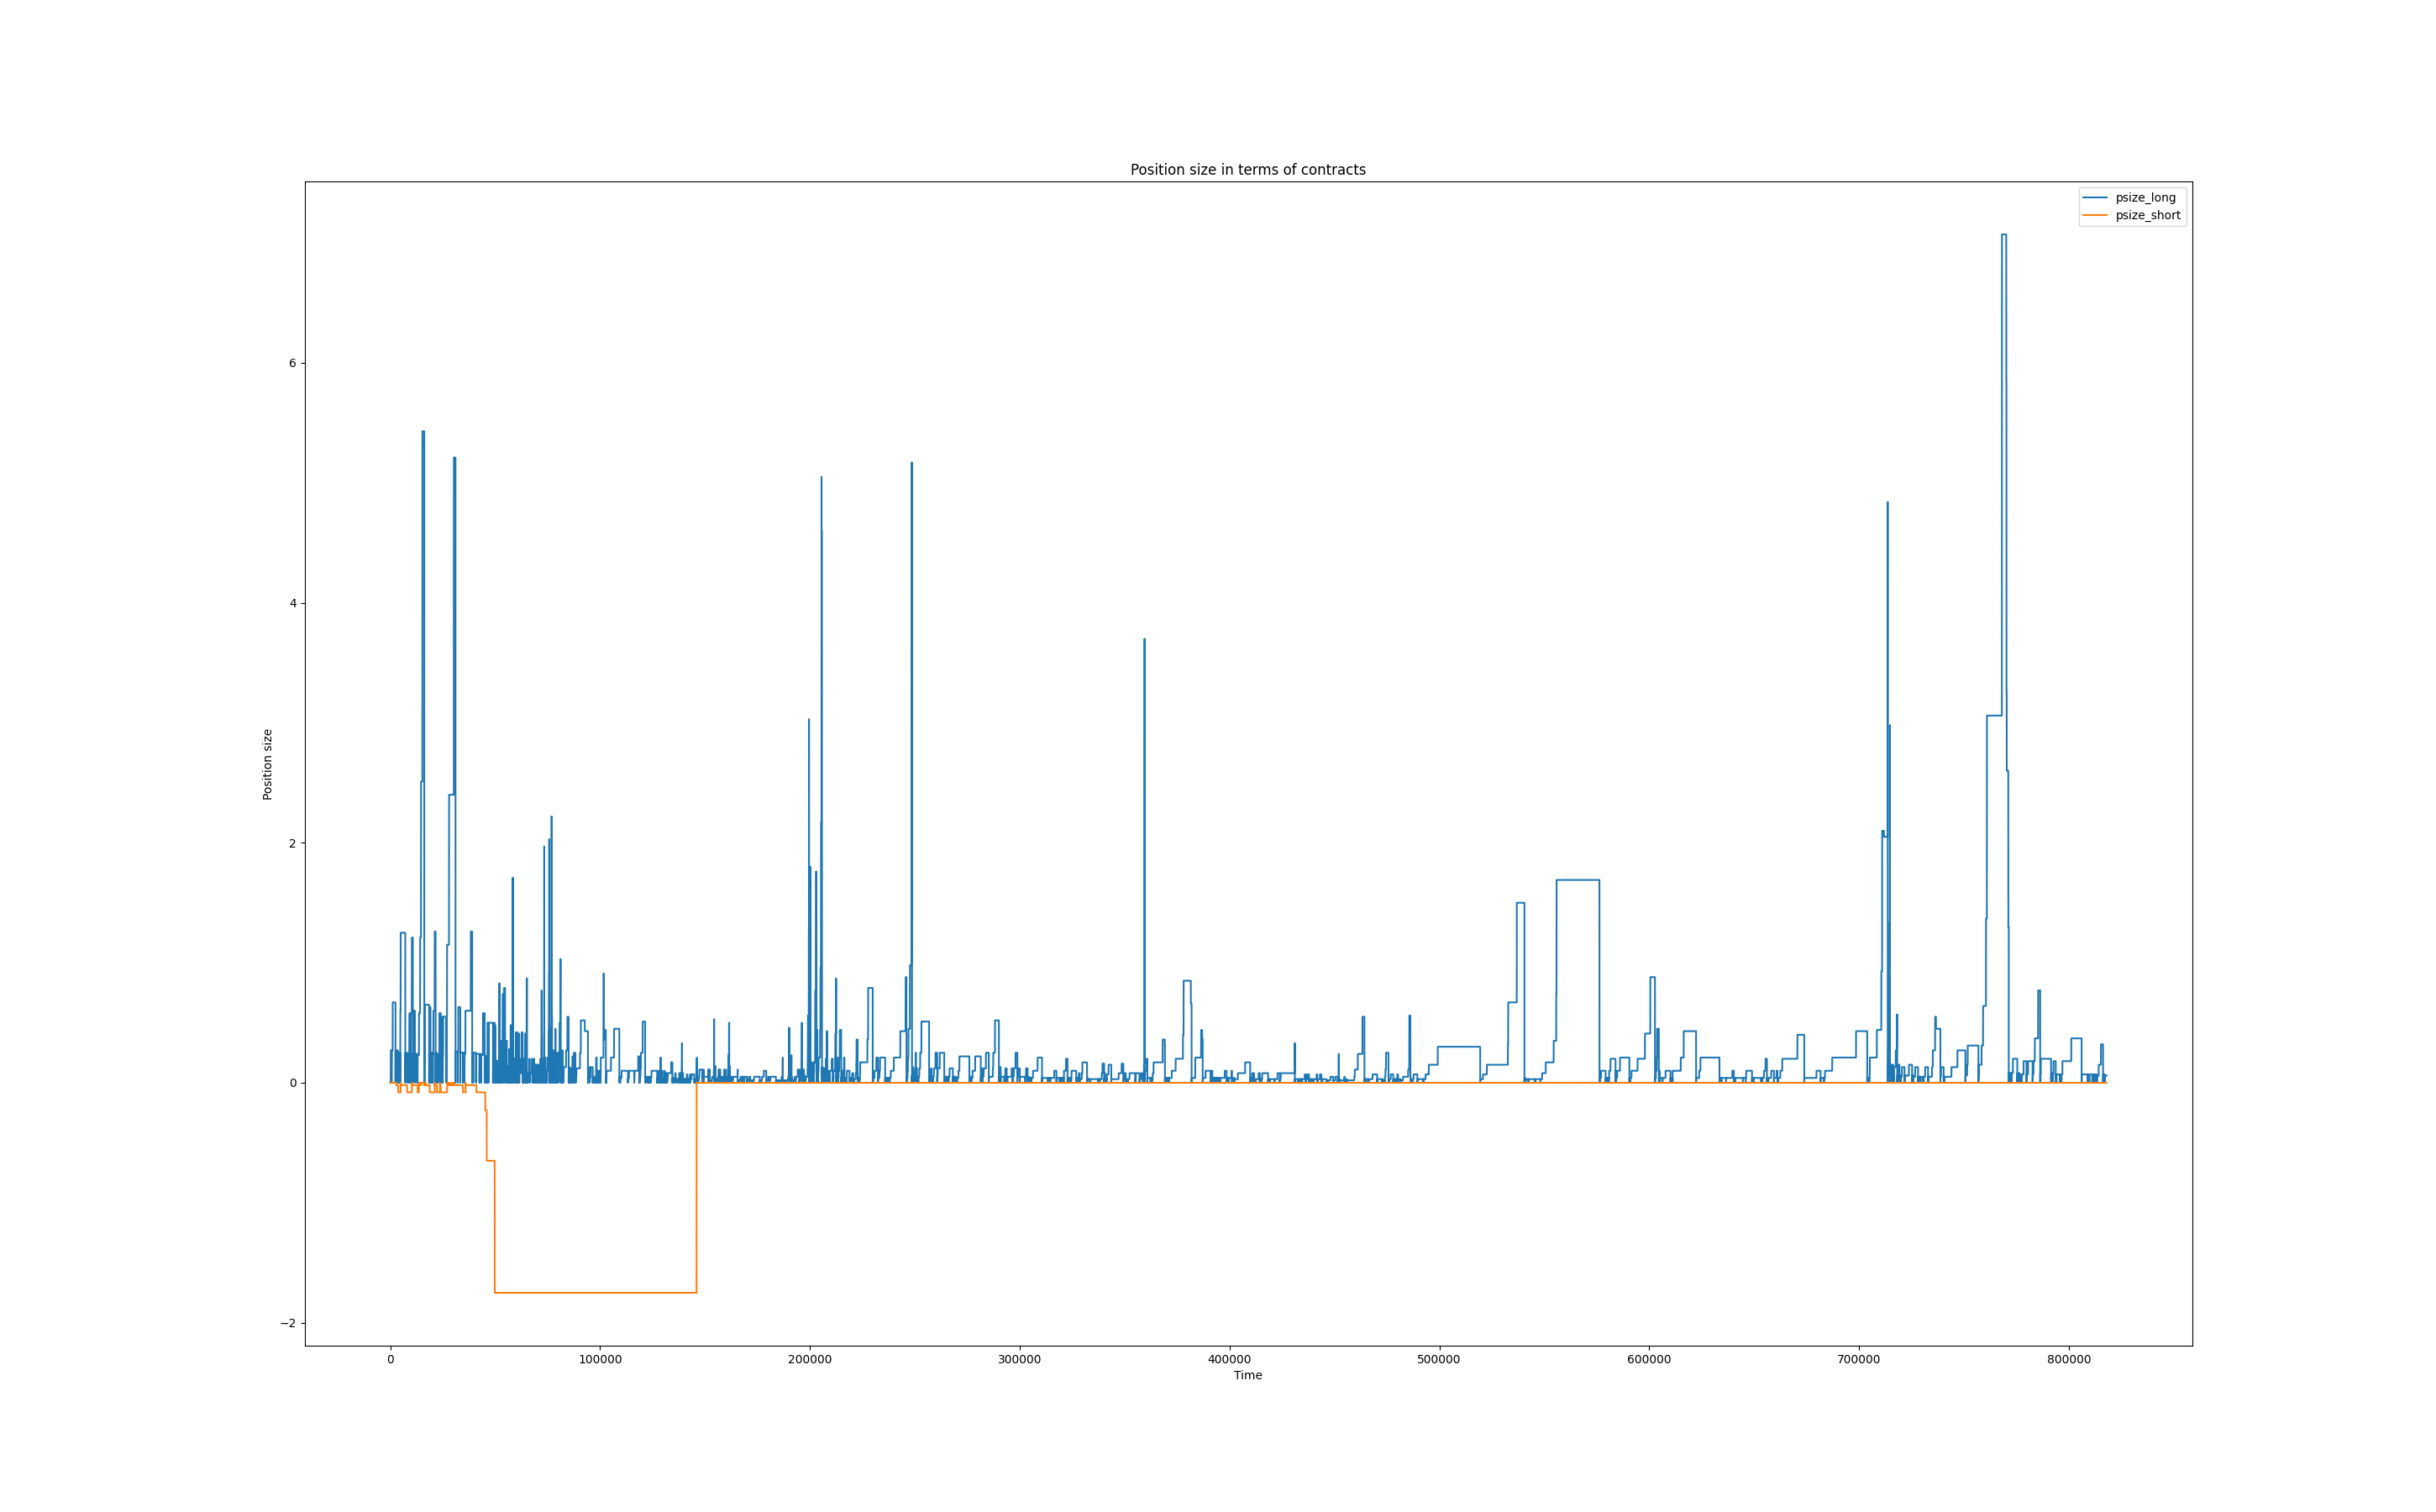 Position size in terms of contracts
psize_long
psize_short
6
4
2
0
−2
Position size
0 100000 200000 300000 400000 500000 600000 700000 800000
Time